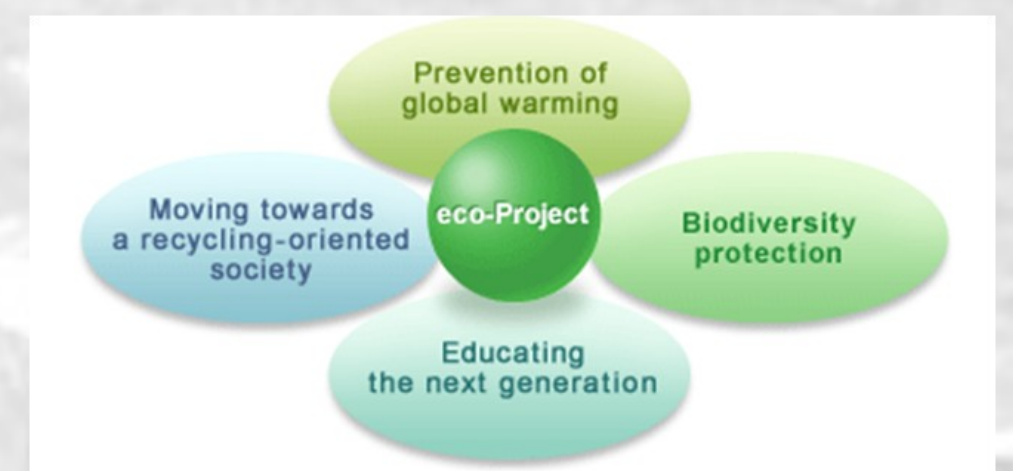 Prevention of
global warming
Moving towards
a recycling-oriented
society
eco-Project
Biodiversity
protection
Educating
the next generation